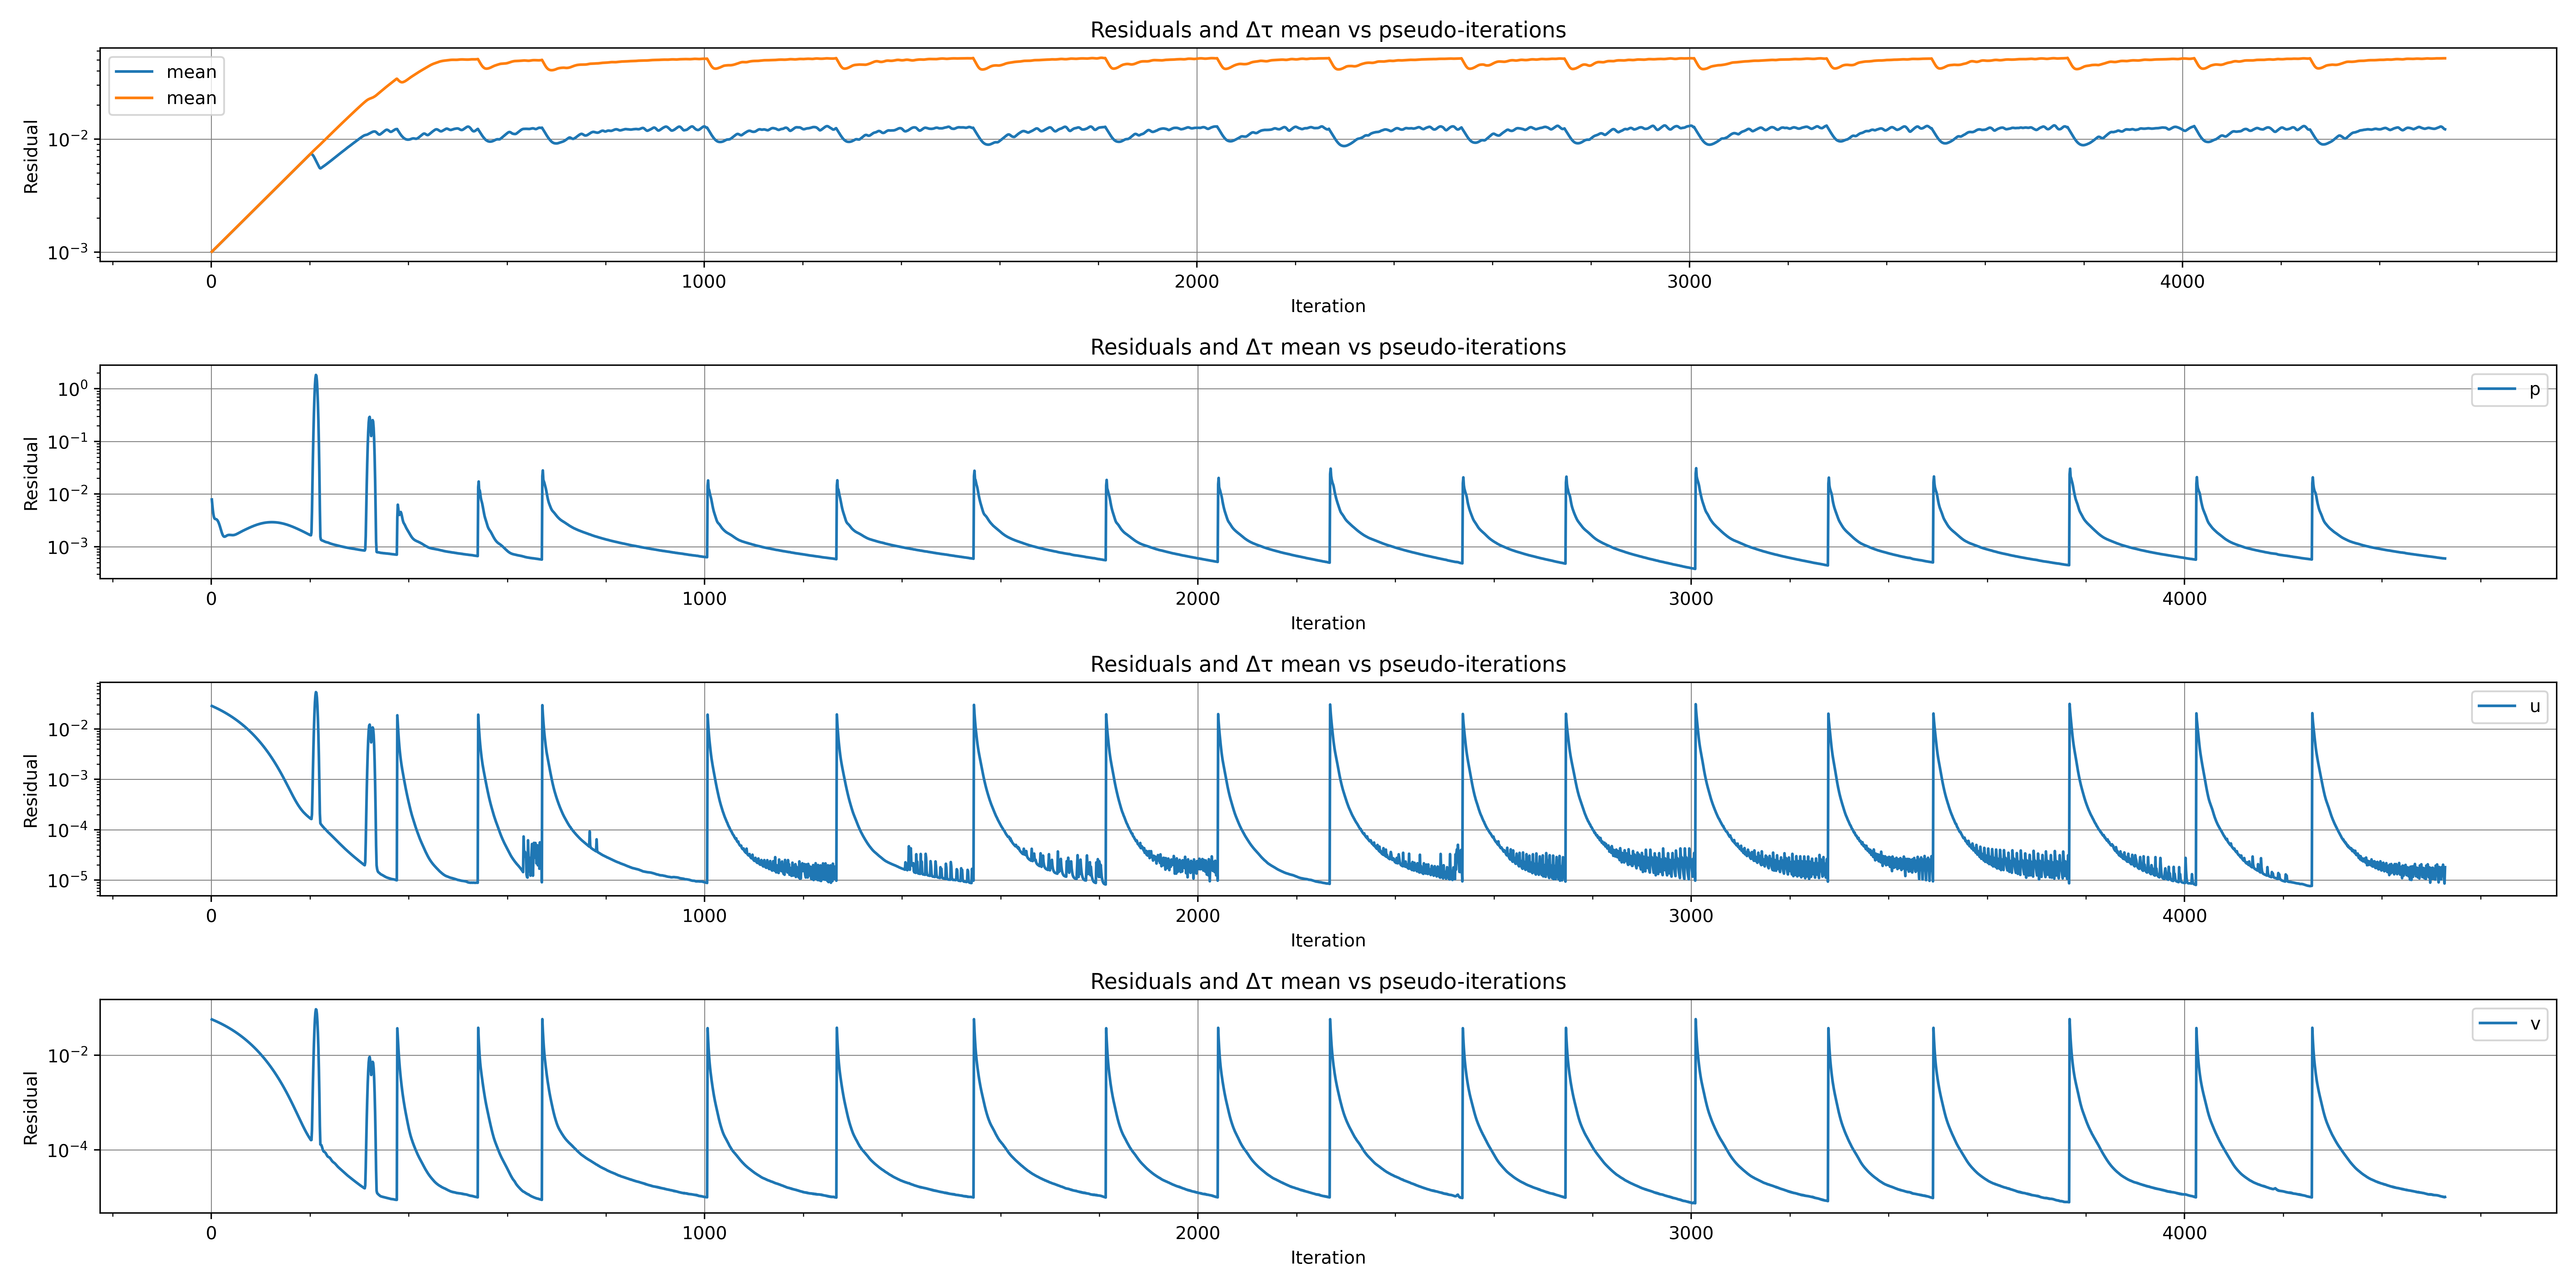 Residuals and Δτ mean vs pseudo-iterations
mean
mean
Residual
10⁻²
10⁻³
0 1000 2000 3000 4000
Iteration
Residuals and Δτ mean vs pseudo-iterations
p
Residual
10⁰
10⁻¹
10⁻²
10⁻³
0 1000 2000 3000 4000
Iteration
Residuals and Δτ mean vs pseudo-iterations
u
Residual
10⁻²
10⁻³
10⁻⁴
10⁻⁵
0 1000 2000 3000 4000
Iteration
Residuals and Δτ mean vs pseudo-iterations
v
Residual
10⁻²
10⁻⁴
0 1000 2000 3000 4000
Iteration